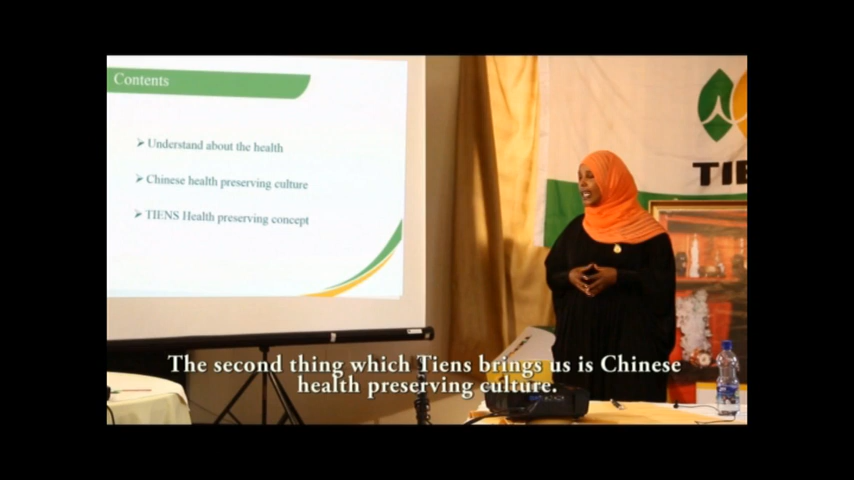 Contents
➢ Understand about the health
➢ Chinese health preserving culture
➢ TIENS Health preserving concept
The second thing which Tiens brings us is Chinese
health preserving culture.